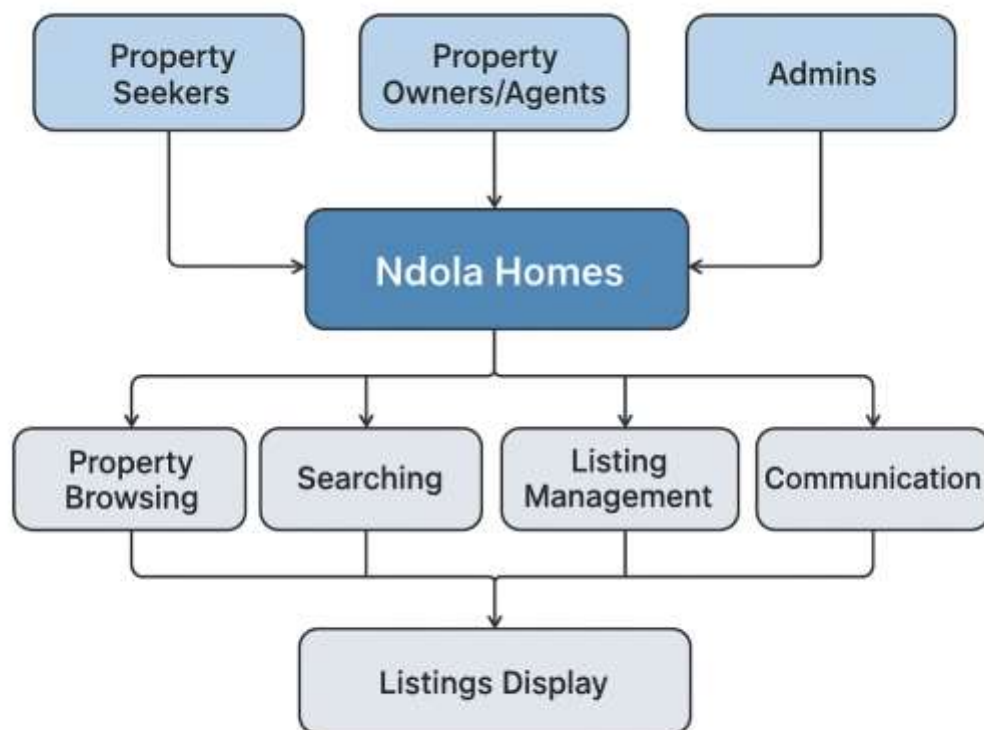 Property
Seekers
Property
Owners/Agents
Admins
Ndola Homes
Property
Browsing
Searching
Listing
Management
Communication
Listings Display